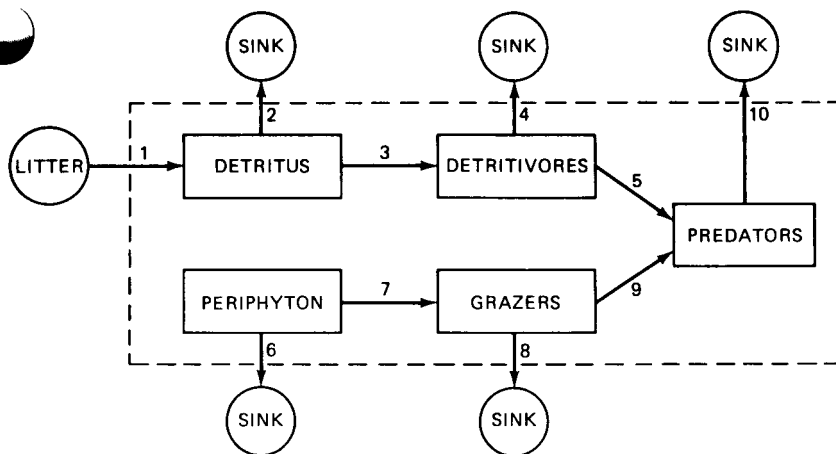 SINK
SINK
SINK
2
4
10
LITTER
1
DETRITUS
3
DETRITIVORES
5
PREDATORS
PERIPHYTON
7
GRAZERS
9
6
8
SINK
SINK